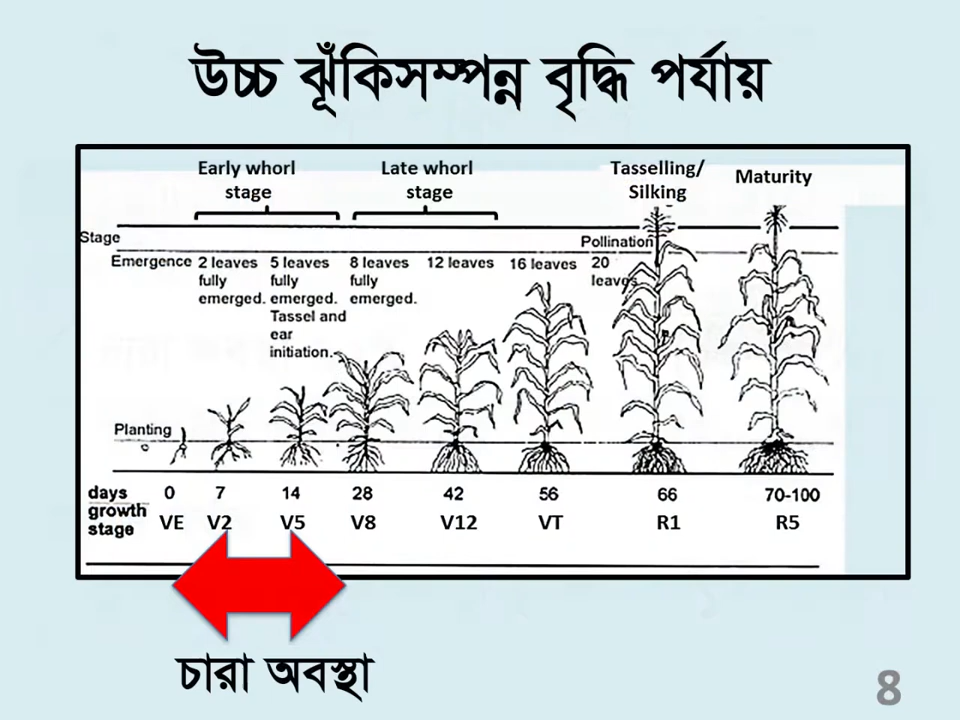 উচ্চ ঝুঁকিসম্পন্ন বৃদ্ধি পর্যায়
Early whorl
stage
Late whorl
stage
Tasselling/
Silking
Maturity
Stage
Pollination
Emergence
2 leaves
fully
emerged.
5 leaves
fully
emerged.
Tassel and
ear
initiation.
8 leaves
fully
emerged.
12 leaves
16 leaves
20
leaves
Planting
days 0 7 14 28 42 56 66 70-100
growth
stage VE V2 V5 V8 V12 VT R1 R5
চারা অবস্থা
8